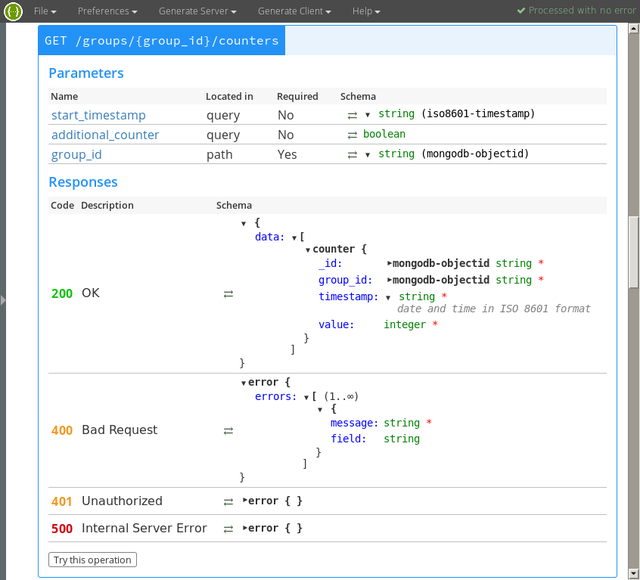 {··} File ▾ Preferences ▾ Generate Server ▾ Generate Client ▾ Help ▾ ✔ Processed with no error
GET /groups/{group_id}/counters
Parameters
Name Located in Required Schema
start_timestamp query No ⇄ ▼ string (iso8601-timestamp)
additional_counter query No ⇄ boolean
group_id path Yes ⇄ ▼ string (mongodb-objectid)
Responses
Code Description Schema
▼ {
data: ▼[
▼counter {
_id: ▶mongodb-objectid string *
group_id: ▶mongodb-objectid string *
200 OK ⇄ timestamp: ▼ string *
date and time in ISO 8601 format
value: integer *
}
]
}
▼error {
errors: ▼[ (1..∞)
▼ {
400 Bad Request ⇄ message: string *
field: string
}
]
}
401 Unauthorized ⇄ ▶error { }
500 Internal Server Error ⇄ ▶error { }
Try this operation